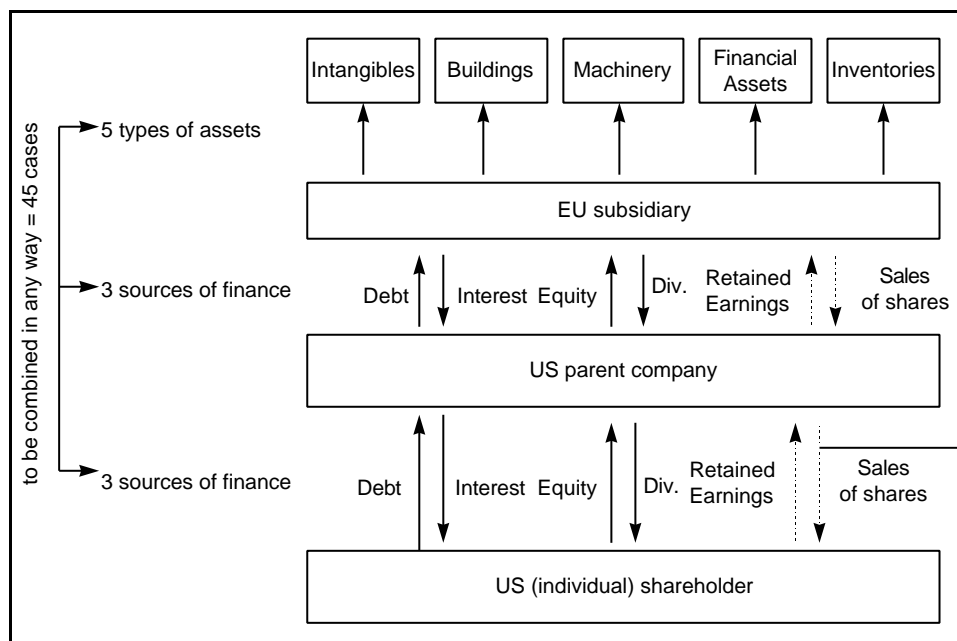 Intangibles
Buildings
Machinery
Financial
Assets
Inventories
to be combined in any way = 45 cases
5 types of assets
EU subsidiary
3 sources of finance
Debt
Interest
Equity
Div.
Retained
Earnings
Sales
of shares
US parent company
3 sources of finance
Debt
Interest
Equity
Div.
Retained
Earnings
Sales
of shares
US (individual) shareholder